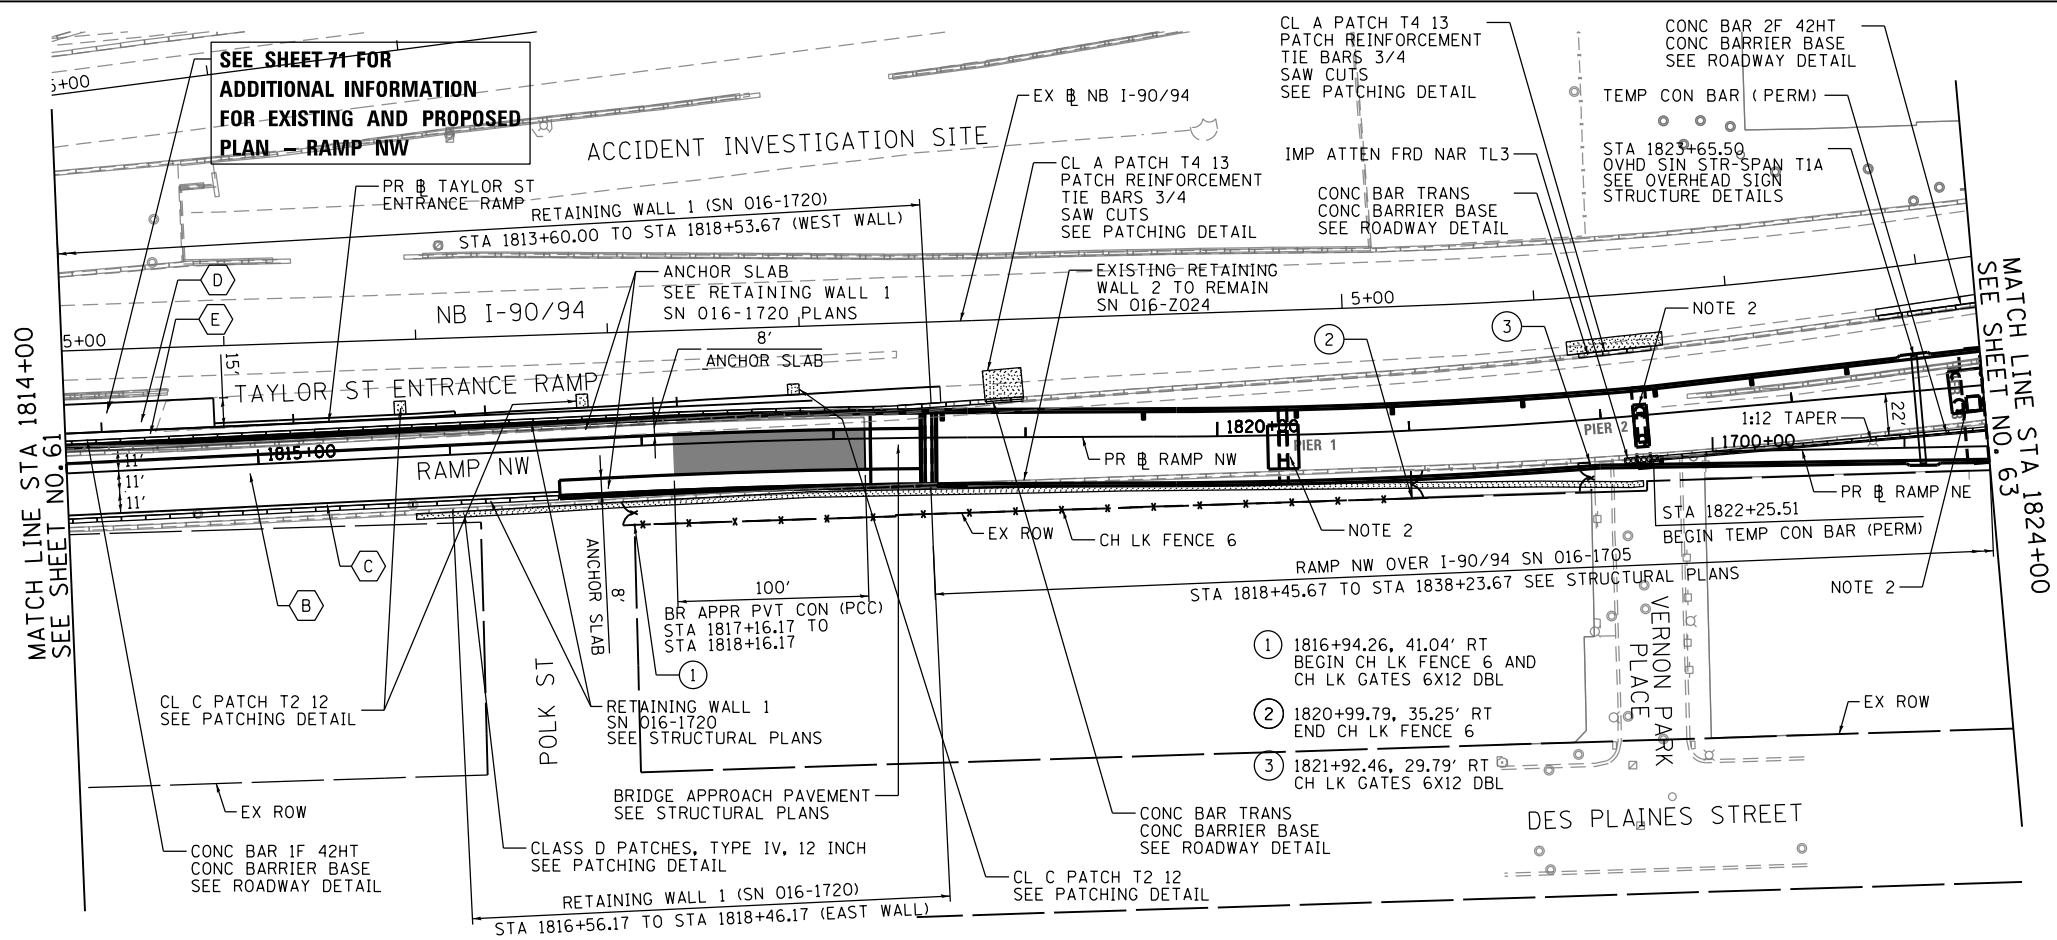 SEE SHEET 71 FOR
ADDITIONAL INFORMATION
FOR EXISTING AND PROPOSED
PLAN - RAMP NW
5+00
ACCIDENT INVESTIGATION SITE
EX ⅊ NB I-90/94
CL A PATCH T4 13
PATCH REINFORCEMENT
TIE BARS 3/4
SAW CUTS
SEE PATCHING DETAIL
CONC BAR 2F 42HT
CONC BARRIER BASE
SEE ROADWAY DETAIL
TEMP CON BAR (PERM)
STA 1823+65.50
OVHD SIN STR-SPAN T1A
SEE OVERHEAD SIGN
STRUCTURE DETAILS
IMP ATTEN FRD NAR TL3
CONC BAR TRANS
CONC BARRIER BASE
SEE ROADWAY DETAIL
CL A PATCH T4 13
PATCH REINFORCEMENT
TIE BARS 3/4
SAW CUTS
SEE PATCHING DETAIL
PR ⅊ TAYLOR ST
ENTRANCE RAMP
RETAINING WALL 1 (SN 016-1720)
STA 1813+60.00 TO STA 1818+53.67 (WEST WALL)
D
E
ANCHOR SLAB
SEE RETAINING WALL 1
SN 016-1720 PLANS
EXISTING RETAINING
WALL 2 TO REMAIN
SN 016-Z024
NB I-90/94
5+00
5+00
8'
ANCHOR SLAB
15'
TAYLOR ST ENTRANCE RAMP
2
3
NOTE 2
MATCH LINE STA 1814+00
SEE SHEET NO. 61
MATCH LINE STA 1824+00
SEE SHEET NO. 63
11'
11'
11'
1815+00
RAMP NW
1820+00
PIER 1
PR ⅊ RAMP NW
PIER 2
1:12 TAPER
22'
1700+00
PR ⅊ RAMP NE
STA 1822+25.51
BEGIN TEMP CON BAR (PERM)
NOTE 2
EX ROW
CH LK FENCE 6
NOTE 2
RAMP NW OVER I-90/94 SN 016-1705
STA 1818+45.67 TO STA 1838+23.67 SEE STRUCTURAL PLANS
C
B
8'
ANCHOR SLAB
100'
BR APPR PVT CON (PCC)
STA 1817+16.17 TO
STA 1818+16.17
1
POLK ST
CL C PATCH T2 12
SEE PATCHING DETAIL
RETAINING WALL 1
SN 016-1720
SEE STRUCTURAL PLANS
1 1816+94.26, 41.04' RT
BEGIN CH LK FENCE 6 AND
CH LK GATES 6X12 DBL
2 1820+99.79, 35.25' RT
END CH LK FENCE 6
3 1821+92.46, 29.79' RT
CH LK GATES 6X12 DBL
VERNON PARK
PLACE
EX ROW
EX ROW
BRIDGE APPROACH PAVEMENT
SEE STRUCTURAL PLANS
CONC BAR TRANS
CONC BARRIER BASE
SEE ROADWAY DETAIL
DES PLAINES STREET
CONC BAR 1F 42HT
CONC BARRIER BASE
SEE ROADWAY DETAIL
CLASS D PATCHES, TYPE IV, 12 INCH
SEE PATCHING DETAIL
CL C PATCH T2 12
SEE PATCHING DETAIL
RETAINING WALL 1 (SN 016-1720)
STA 1816+56.17 TO STA 1818+46.17 (EAST WALL)